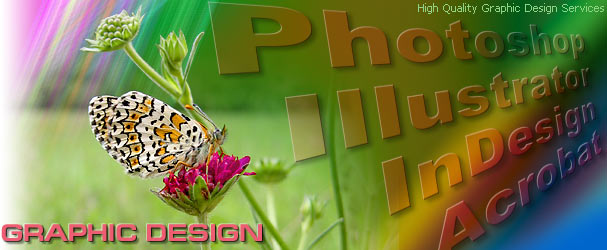 High Quality Graphic Design Services
Photoshop
Illustrator
InDesign
Acrobat
GRAPHIC DESIGN